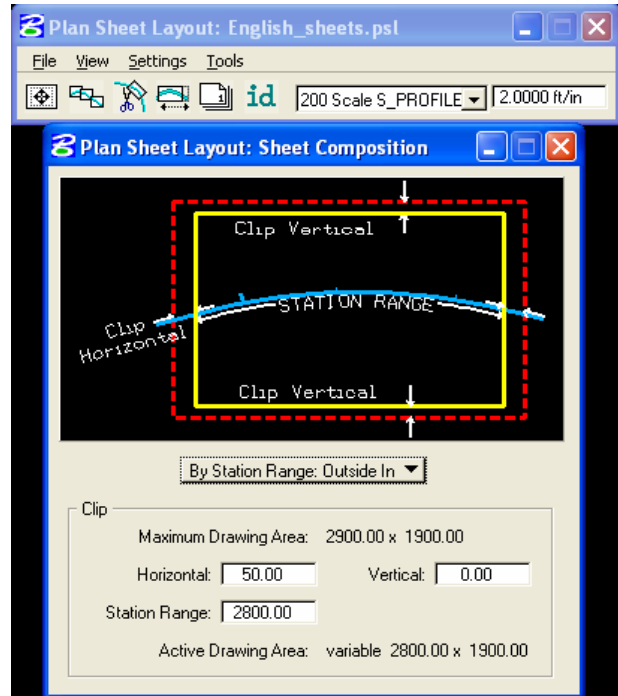 Plan Sheet Layout: English_sheets.psl
File View Settings Tools
1 id 200 Scale S_PROFILE 2.0000 ft/in
Plan Sheet Layout: Sheet Composition
Clip Vertical
STATION RANGE
Clip
Horizontal
Clip Vertical
By Station Range: Outside In
Clip
Maximum Drawing Area: 2900.00 x 1900.00
Horizontal: 50.00 Vertical: 0.00
Station Range: 2800.00
Active Drawing Area: variable 2800.00 x 1900.00